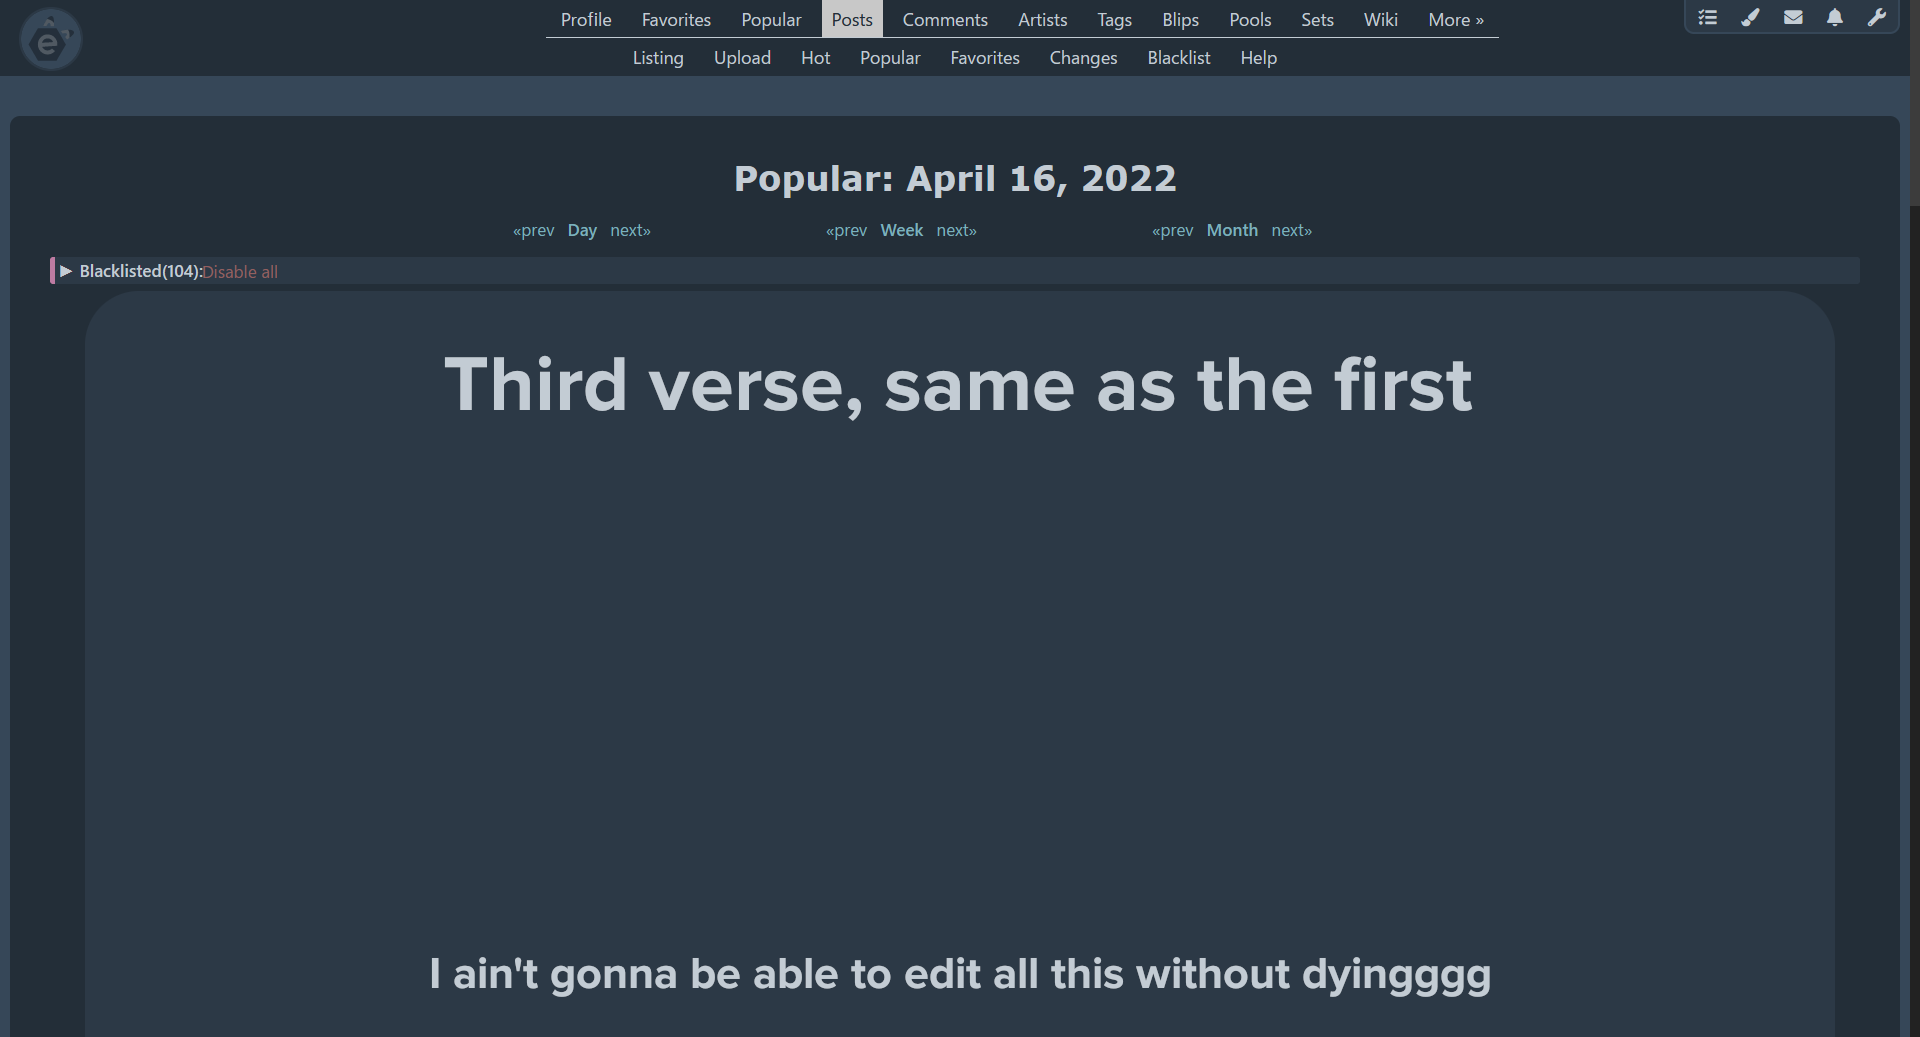 e
Profile Favorites Popular Posts Comments Artists Tags Blips Pools Sets Wiki More »
Listing Upload Hot Popular Favorites Changes Blacklist Help
Popular: April 16, 2022
«prev Day next» «prev Week next» «prev Month next»
Blacklisted(104):Disable all
Third verse, same as the first
I ain't gonna be able to edit all this without dyingggg